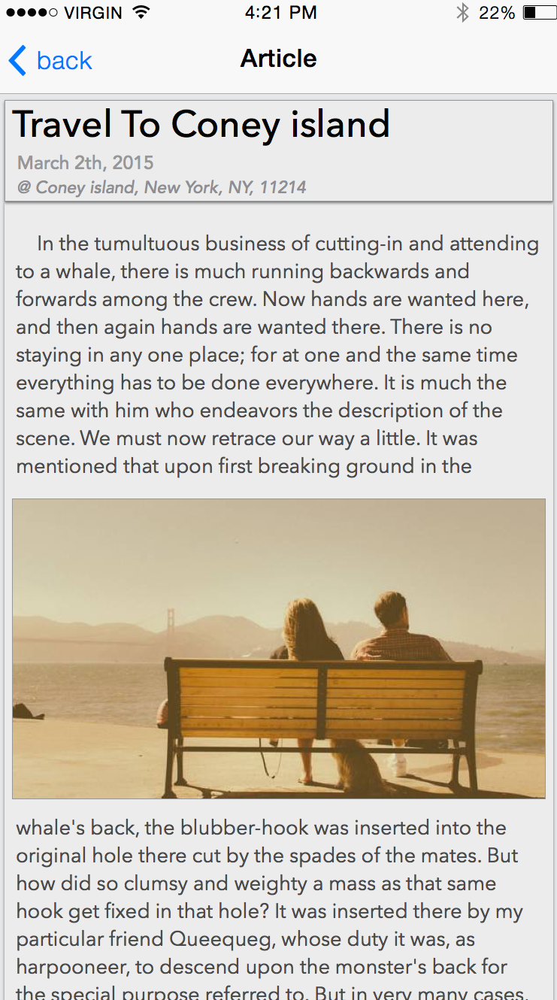 VIRGIN 4:21 PM 22%
back Article
Travel To Coney island
March 2th, 2015
@ Coney island, New York, NY, 11214
In the tumultuous business of cutting-in and attending
to a whale, there is much running backwards and
forwards among the crew. Now hands are wanted here,
and then again hands are wanted there. There is no
staying in any one place; for at one and the same time
everything has to be done everywhere. It is much the
same with him who endeavors the description of the
scene. We must now retrace our way a little. It was
mentioned that upon first breaking ground in the
whale's back, the blubber-hook was inserted into the
original hole there cut by the spades of the mates. But
how did so clumsy and weighty a mass as that same
hook get fixed in that hole? It was inserted there by my
particular friend Queequeg, whose duty it was, as
harpooneer, to descend upon the monster's back for
the special purpose referred to. But in very many cases,